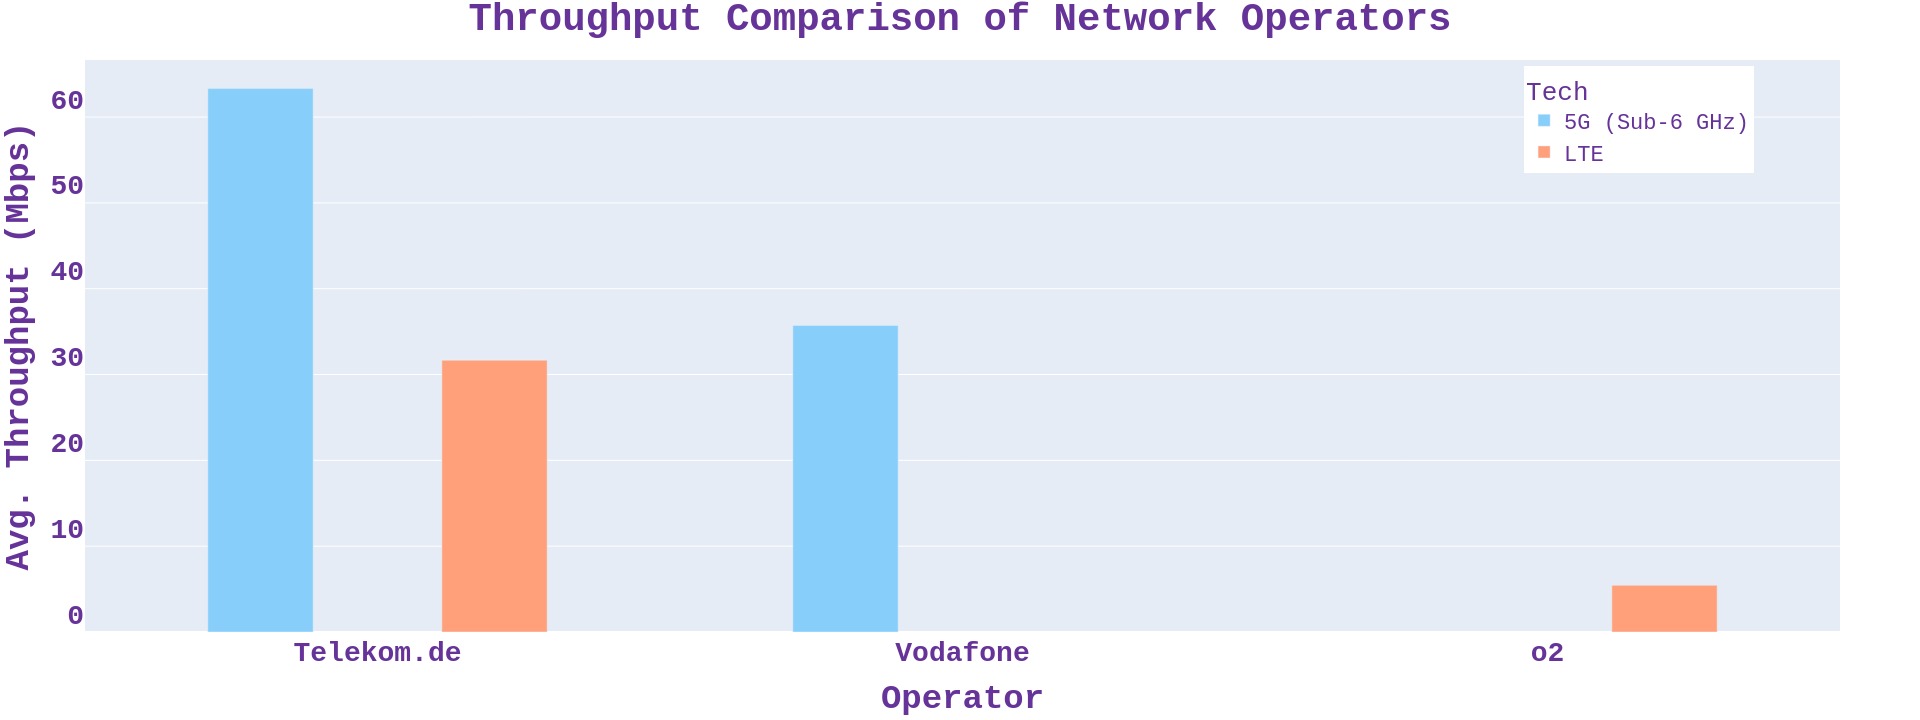 Throughput Comparison of Network Operators
Avg. Throughput (Mbps)
60
50
40
30
20
10
0
Tech
5G (Sub-6 GHz)
LTE
Telekom.de
Vodafone
o2
Operator